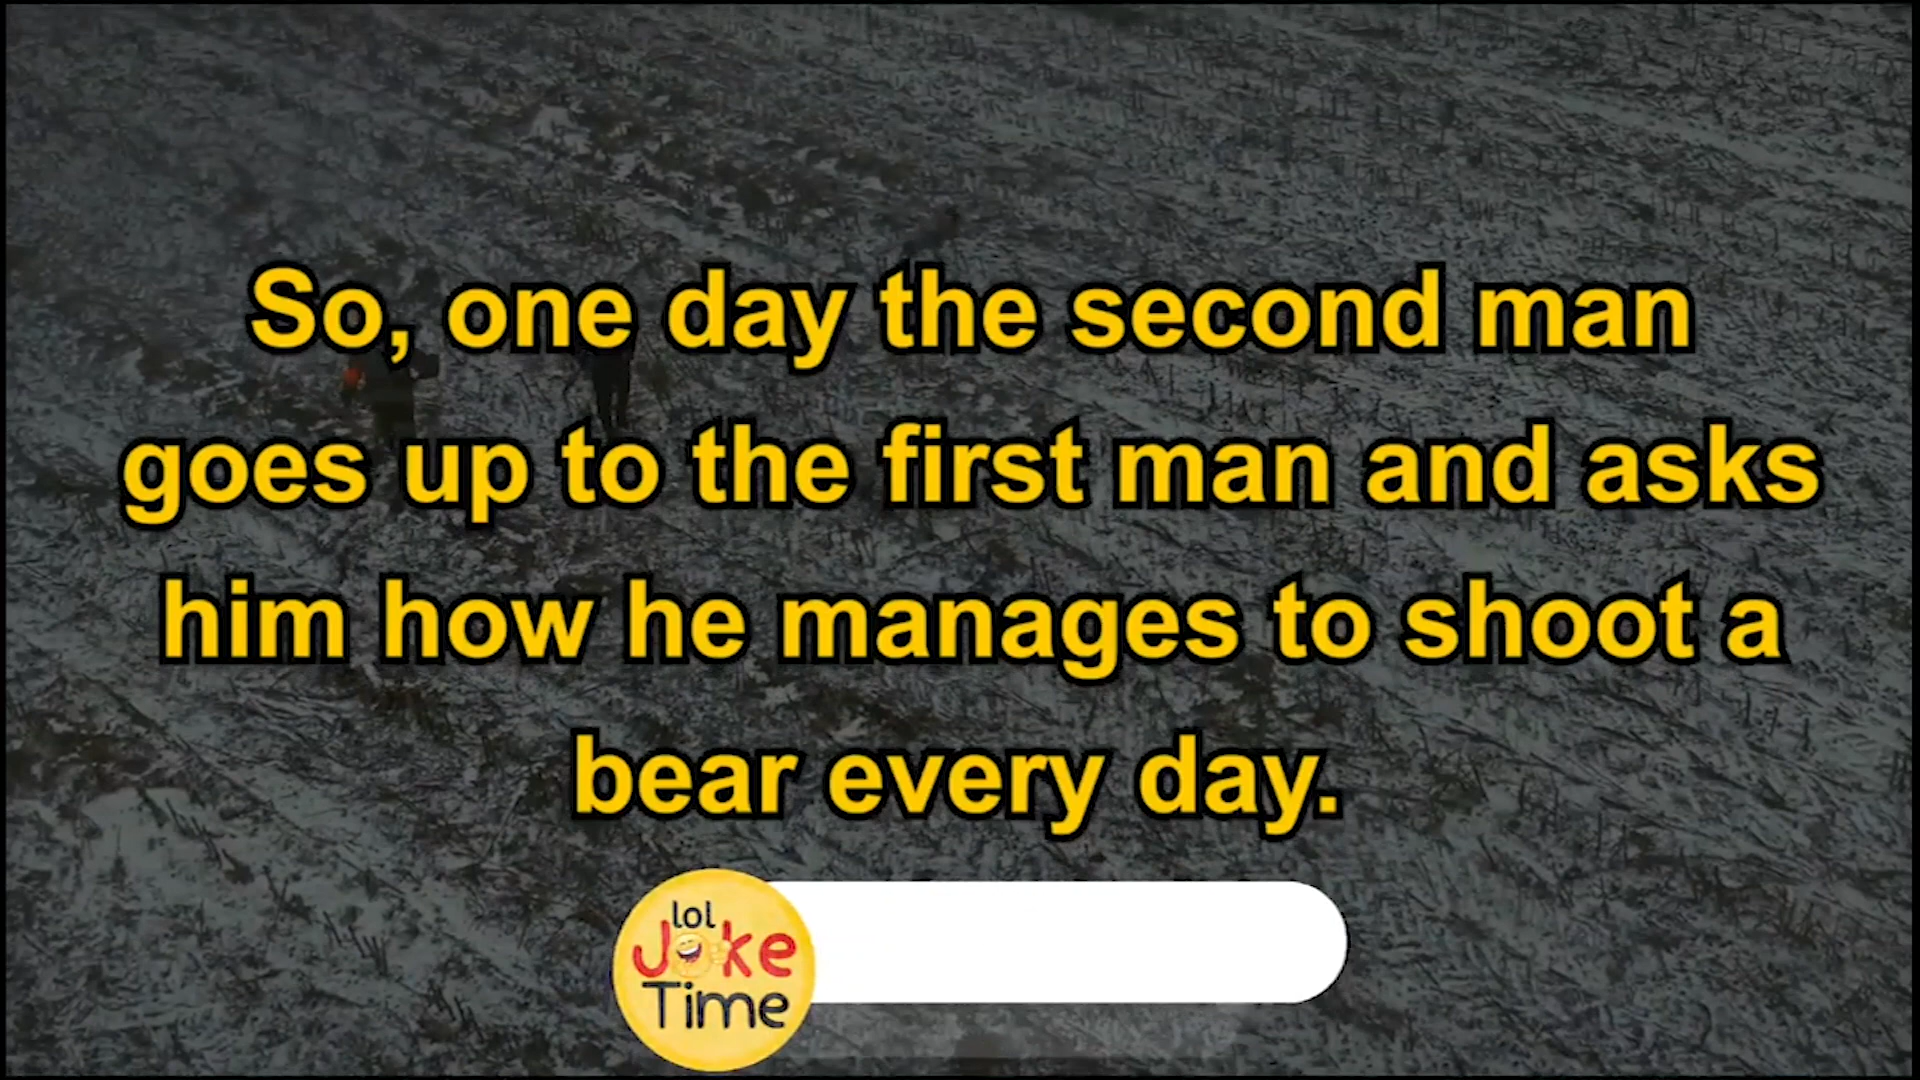 So, one day the second man
goes up to the first man and asks
him how he manages to shoot a
bear every day.
lol
Joke
Time